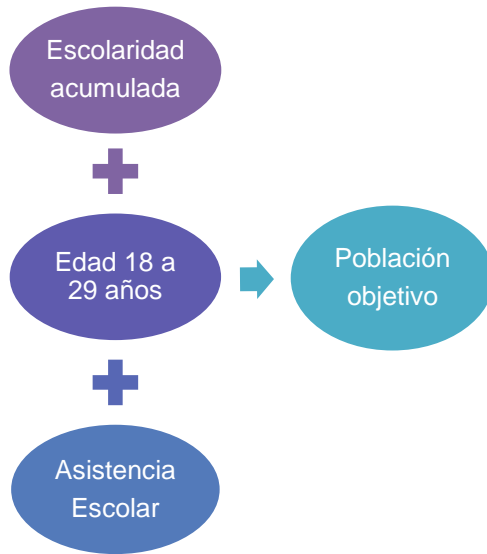 Escolaridad
acumulada
Edad 18 a
29 años
Población
objetivo
Asistencia
Escolar